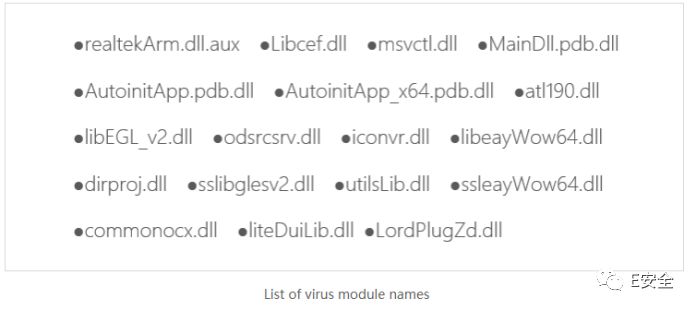 ●realtekArm.dll.aux ●Libcef.dll ●msvctl.dll ●MainDll.pdb.dll
●AutoinitApp.pdb.dll ●AutoinitApp_x64.pdb.dll ●atl190.dll
●libEGL_v2.dll ●odsrcsrv.dll ●iconvr.dll ●libeayWow64.dll
●dirproj.dll ●sslibglesv2.dll ●utilsLib.dll ●ssleayWow64.dll
●commonocx.dll ●liteDuiLib.dll ●LordPlugZd.dll
E安全
List of virus module names